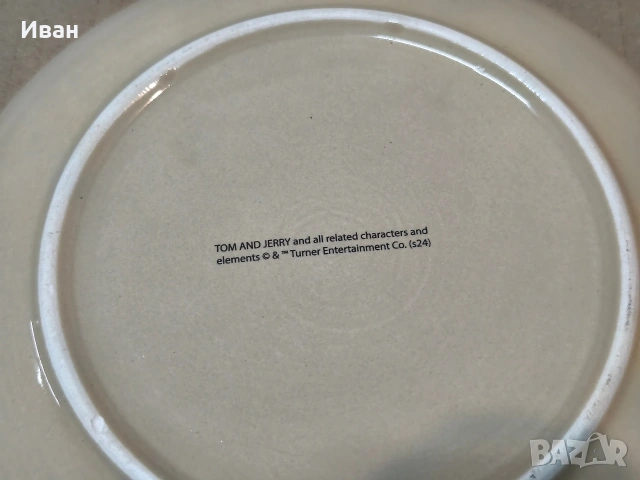 Иван
TOM AND JERRY and all related characters and
elements © & ™ Turner Entertainment Co. (s24)
BAZAR